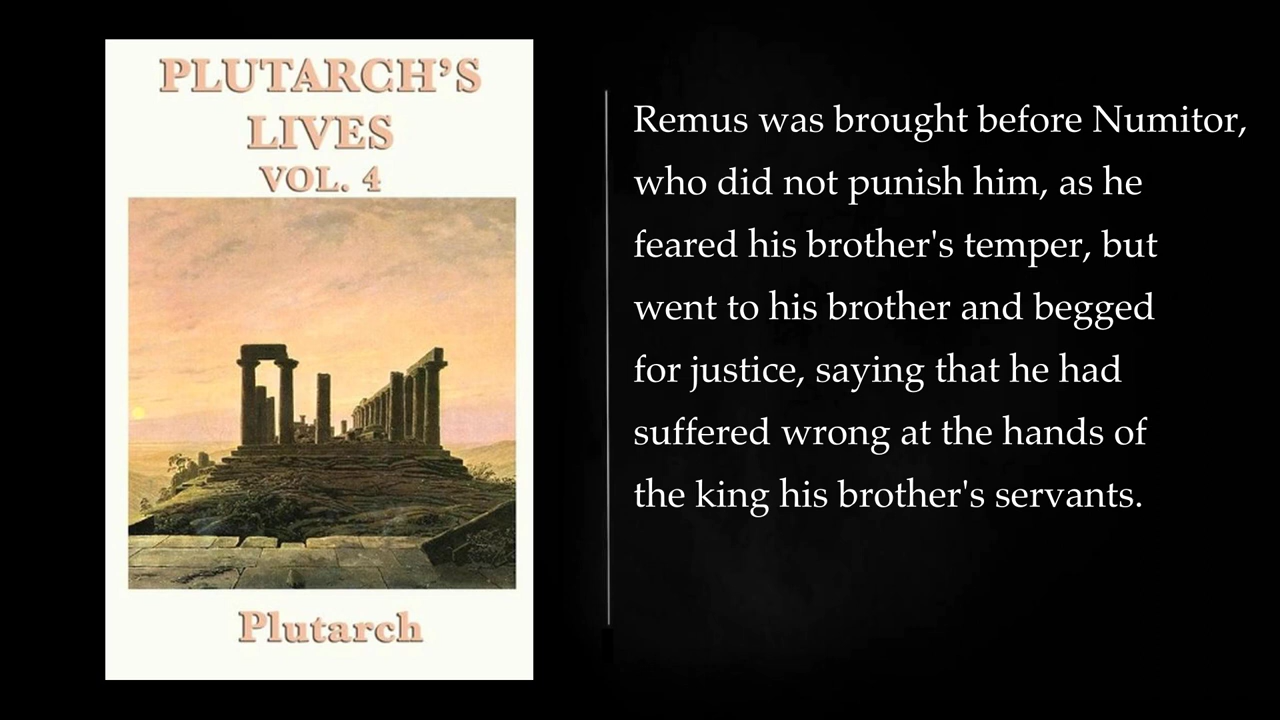 PLUTARCH'S
LIVES
VOL. 4
Plutarch
Remus was brought before Numitor,
who did not punish him, as he
feared his brother's temper, but
went to his brother and begged
for justice, saying that he had
suffered wrong at the hands of
the king his brother's servants.